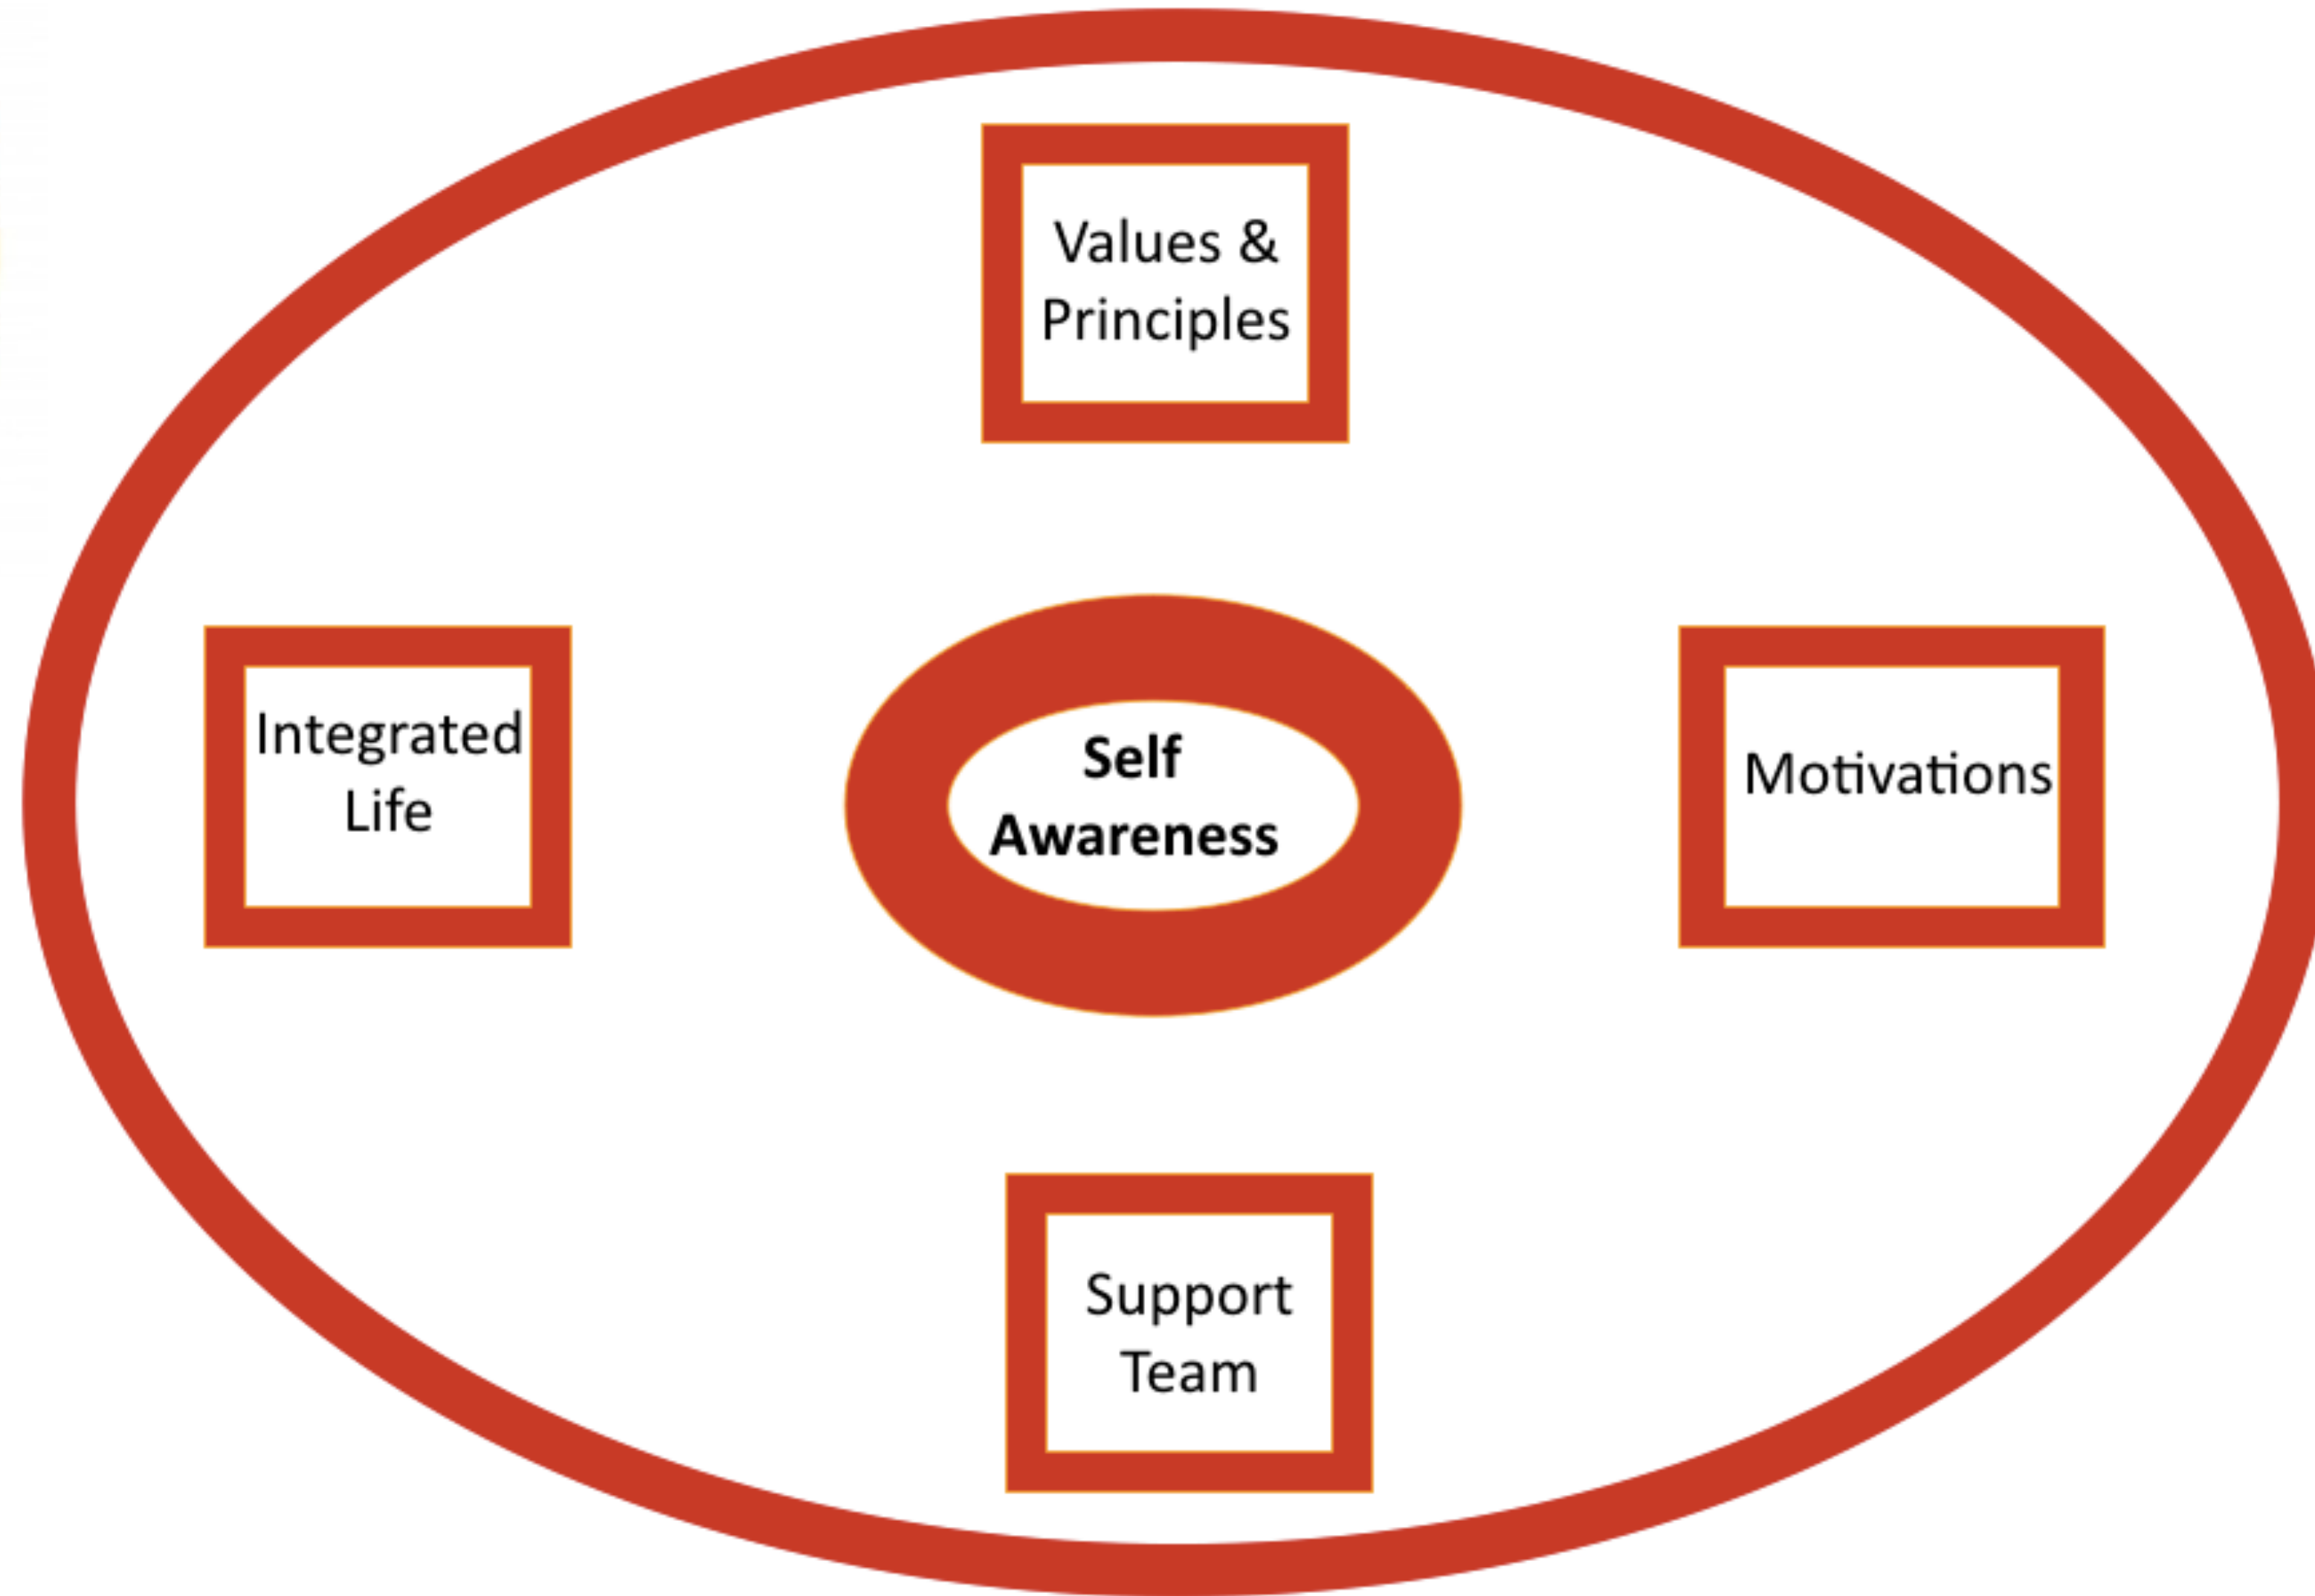 Values &
Principles
Integrated
Life
Self
Awareness
Motivations
Support
Team